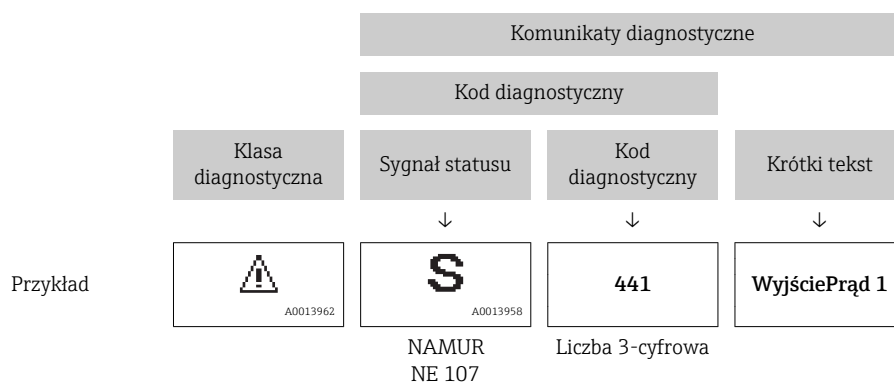 Komunikaty diagnostyczne
Kod diagnostyczny
Klasa
diagnostyczna
Sygnał statusu
Kod
diagnostyczny
Krótki tekst
↓ ↓ ↓
Przykład
A0013962
S
A0013958
441
WyjściePrąd 1
NAMUR
NE 107
Liczba 3-cyfrowa